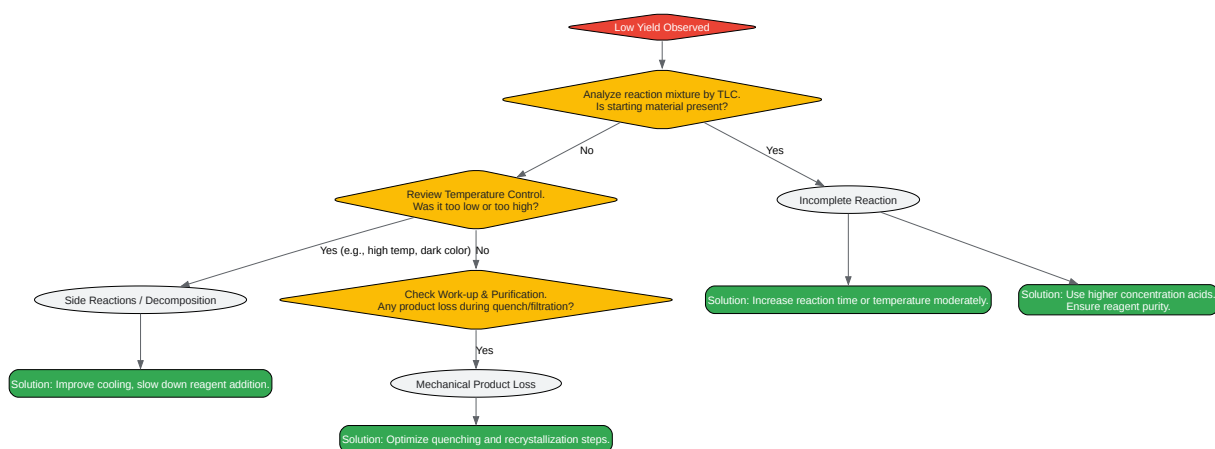 Low Yield Observed
Analyze reaction mixture by TLC.
Is starting material present?
No
Yes
Review Temperature Control.
Was it too low or too high?
Incomplete Reaction
Yes (e.g., high temp, dark color)
No
Side Reactions / Decomposition
Check Work-up & Purification.
Any product loss during quench/filtration?
Solution: Increase reaction time or temperature moderately.
Solution: Use higher concentration acids.
Ensure reagent purity.
Yes
Solution: Improve cooling, slow down reagent addition.
Mechanical Product Loss
Solution: Optimize quenching and recrystallization steps.